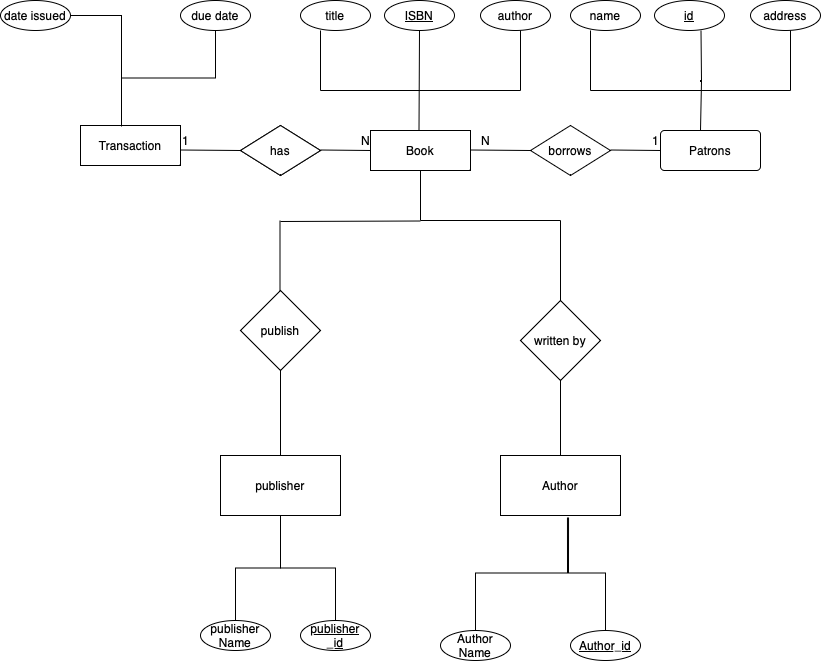 date issued
due date
title
ISBN
author
name
id
address
Transaction
1
has
N
Book
N
borrows
1
Patrons
publish
written by
publisher
Author
publisher
Name
publisher
_id
Author
Name
Author_id